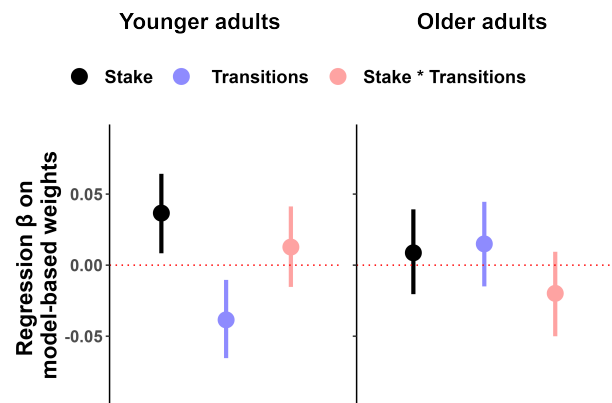 Younger adults
Older adults
Stake
Transitions
Stake * Transitions
Regression β on
model-based weights
0.05
0.00
-0.05